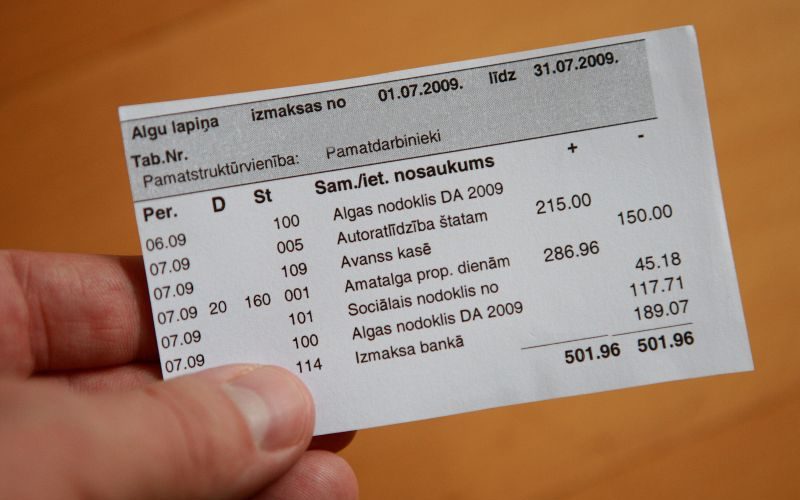 Algu lapiņa izmaksas no 01.07.2009. līdz 31.07.2009.
Tab.Nr.
Pamatstruktūrvienība: Pamatdarbinieki
Per. D St Sam./iet. nosaukums + -
06.09 100 Algas nodoklis DA 2009
07.09 005 Autoratlīdzība štatam 215.00
07.09 109 Avanss kasē 150.00
07.09 20 160 001 Amatalga prop. dienām 286.96
07.09 101 Sociālais nodoklis no 45.18
07.09 100 Algas nodoklis DA 2009 117.71
114 Izmaksa bankā 189.07
501.96 501.96